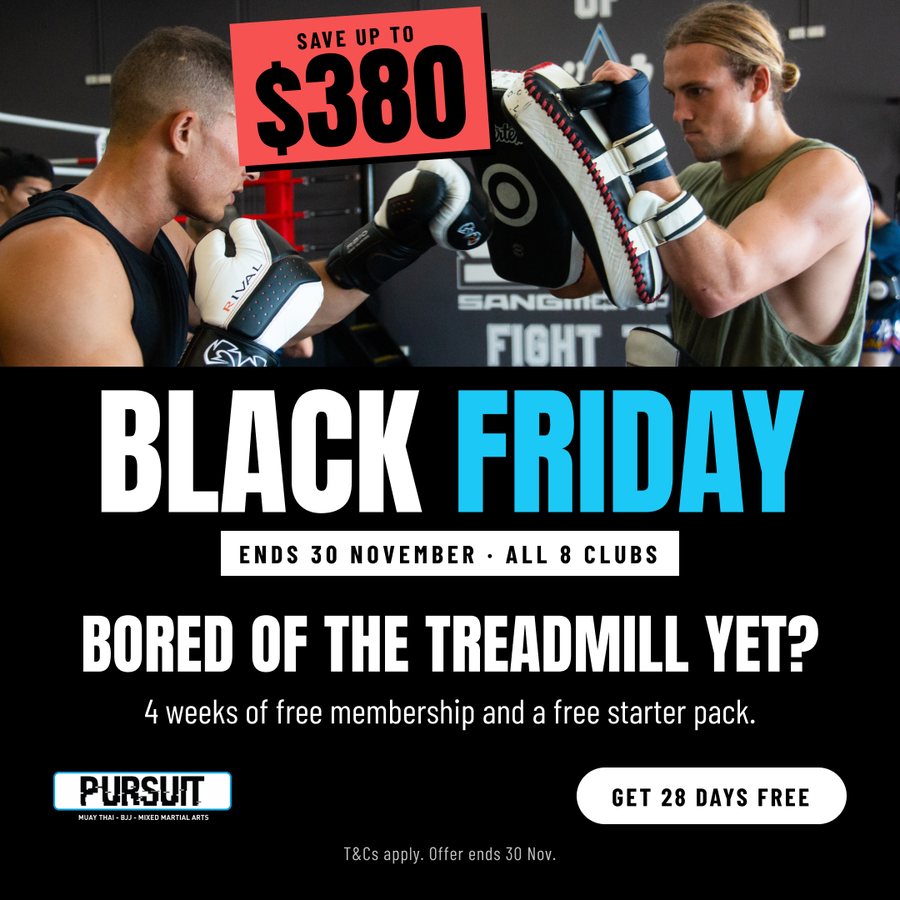 SAVE UP TO
$380
UP
RIVAL
SANGMORAKOT
FIGHT T
BLACK FRIDAY
ENDS 30 NOVEMBER · ALL 8 CLUBS
BORED OF THE TREADMILL YET?
4 weeks of free membership and a free starter pack.
PURSUIT
MUAY THAI - BJJ - MIXED MARTIAL ARTS
GET 28 DAYS FREE
T&Cs apply. Offer ends 30 Nov.